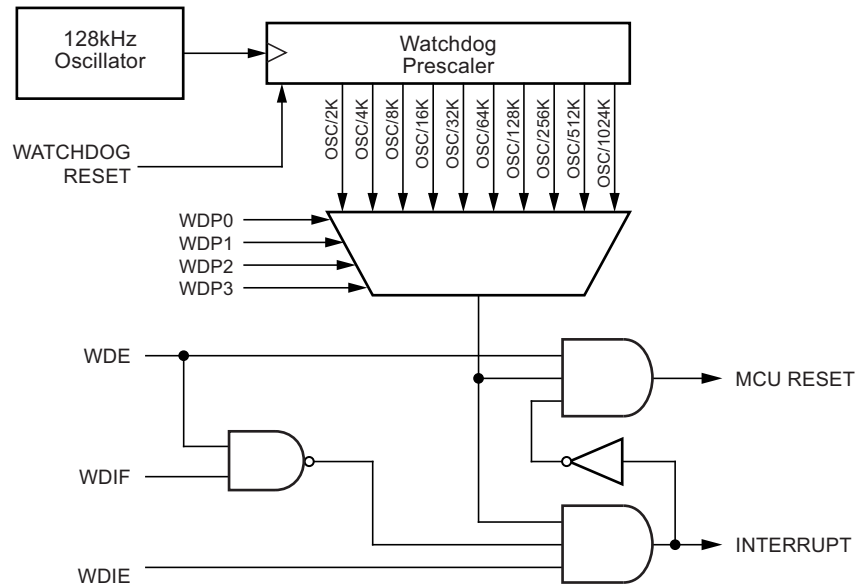 128kHz
Oscillator
Watchdog
Prescaler
OSC/2K
OSC/4K
OSC/8K
OSC/16K
OSC/32K
OSC/64K
OSC/128K
OSC/256K
OSC/512K
OSC/1024K
WATCHDOG
RESET
WDP0
WDP1
WDP2
WDP3
WDE
MCU RESET
WDIF
INTERRUPT
WDIE